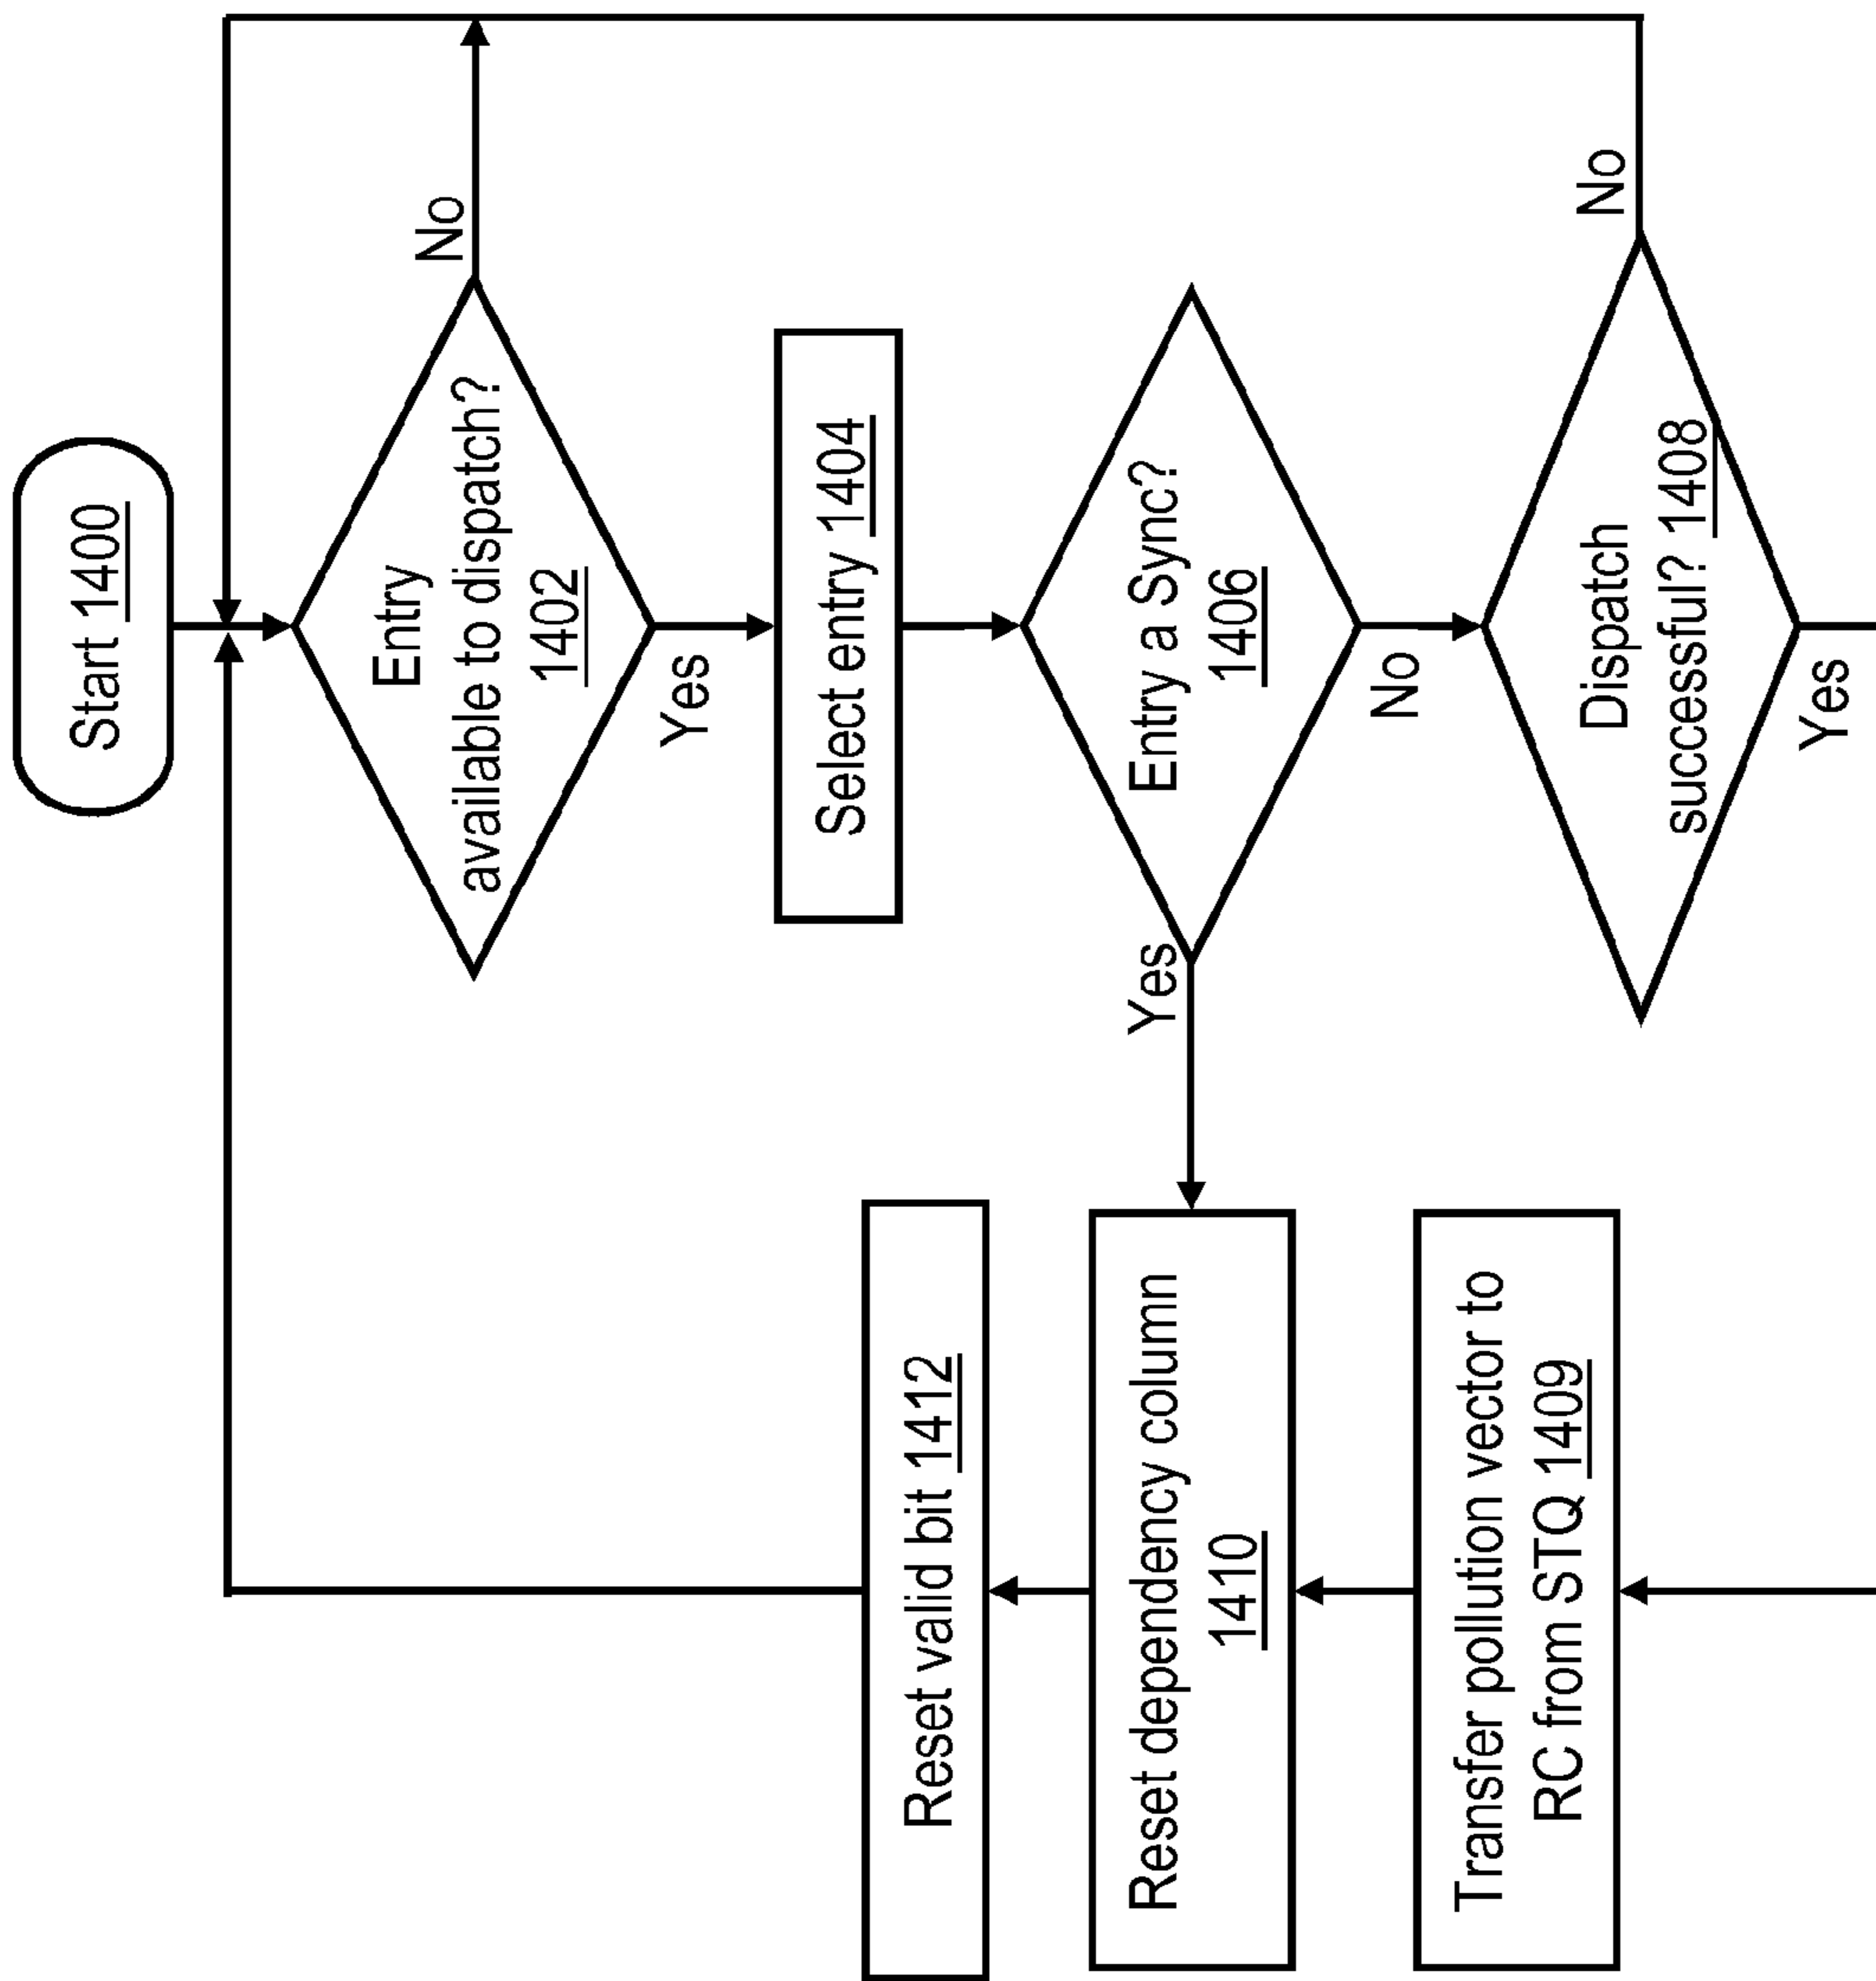 Start 1400
Entry
available to dispatch?
1402
No
Yes
Select entry 1404
Entry a Sync?
1406
Yes
No
Dispatch
successful? 1408
No
Yes
Transfer pollution vector to
RC from STQ 1409
Reset dependency column
1410
Reset valid bit 1412